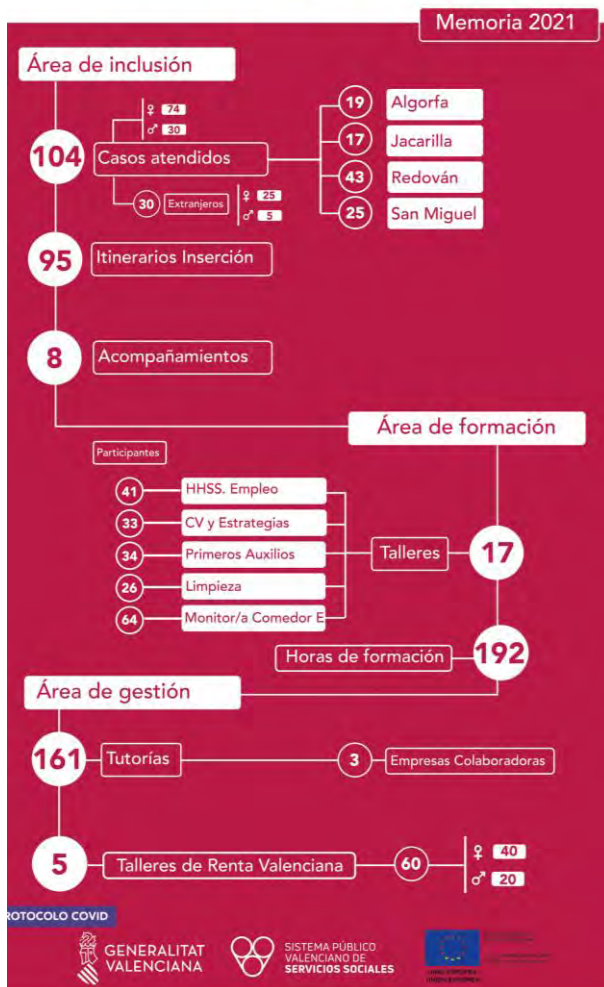 Memoria 2021
Área de inclusión
♀ 74
♂ 30
104
Casos atendidos
30
Extranjeros
♀ 25
♂ 5
19 Algorfa
17 Jacarilla
43 Redován
25 San Miguel
95
Itinerarios Inserción
8
Acompañamientos
Área de formación
Participantes
41 HHSS. Empleo
33 CV y Estrategias
34 Primeros Auxilios
26 Limpieza
64 Monitor/a Comedor E
Talleres
17
Horas de formación
192
Área de gestión
161
Tutorías
3
Empresas Colaboradoras
5
Talleres de Renta Valenciana
60
♀ 40
♂ 20
ROTOCOLO COVID
GENERALITAT
VALENCIANA
SISTEMA PÚBLICO
VALENCIANO DE
SERVICIOS SOCIALES
UNIÓN EUROPEA